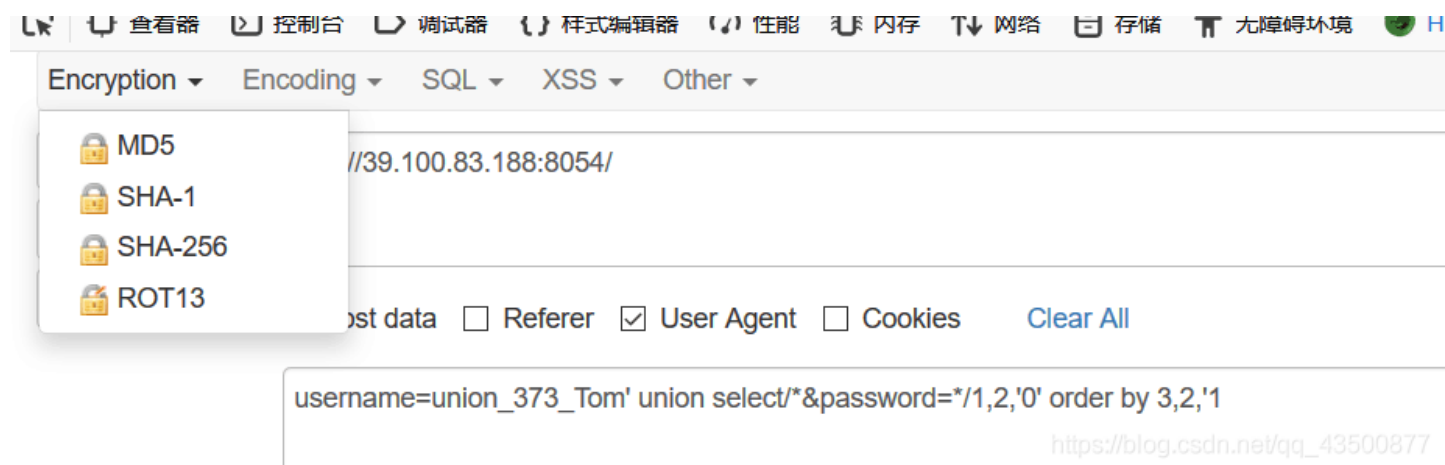 查看器 控制台 调试器 样式编辑器 性能 内存 网络 存储 无障碍环境 H
Encryption Encoding SQL XSS Other
MD5
//39.100.83.188:8054/
SHA-1
SHA-256
ROT13
ost data Referer User Agent Cookies Clear All
username=union_373_Tom' union select/*&password=*/1,2,'0' order by 3,2,'1
https://blog.csdn.net/qq_43500877